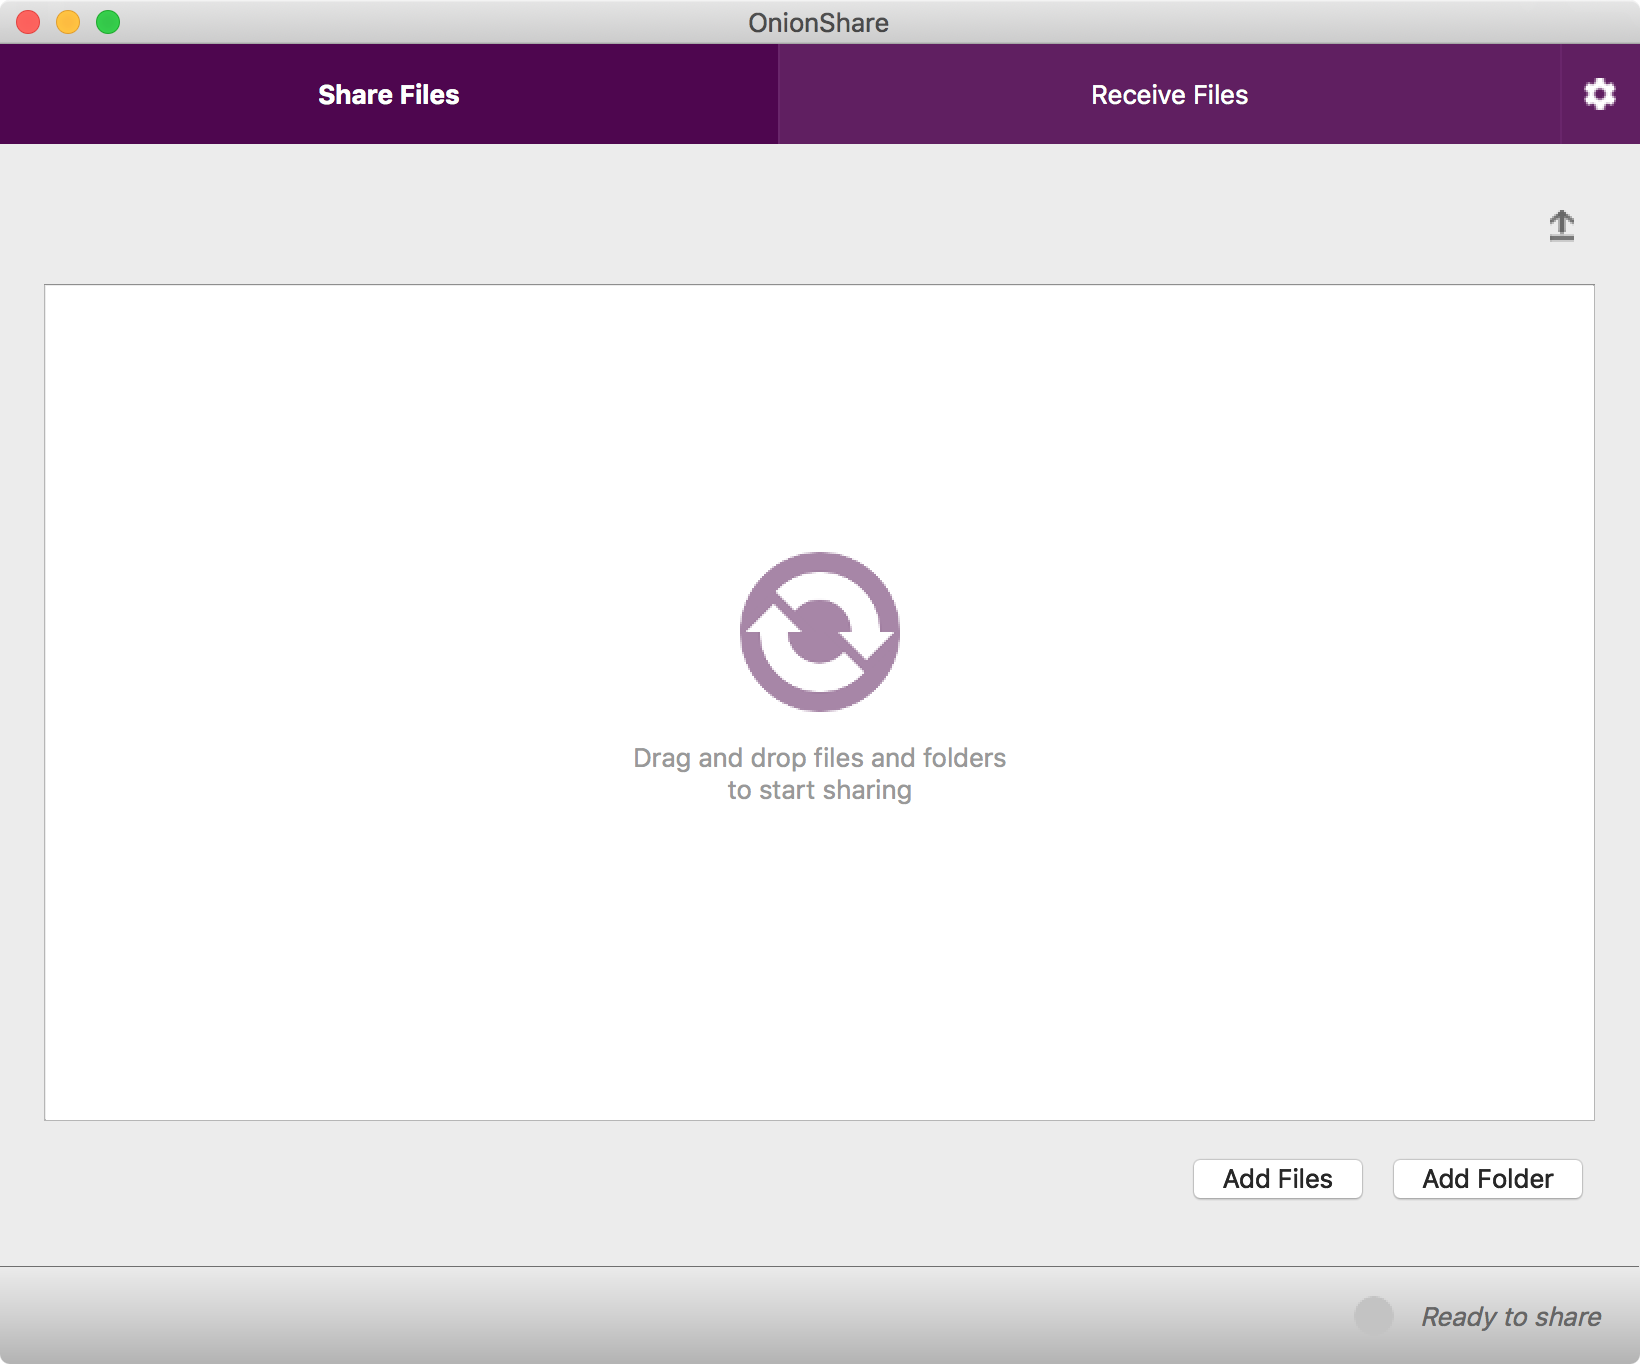 OnionShare
Share Files
Receive Files
Drag and drop files and folders
to start sharing
Add Files
Add Folder
Ready to share